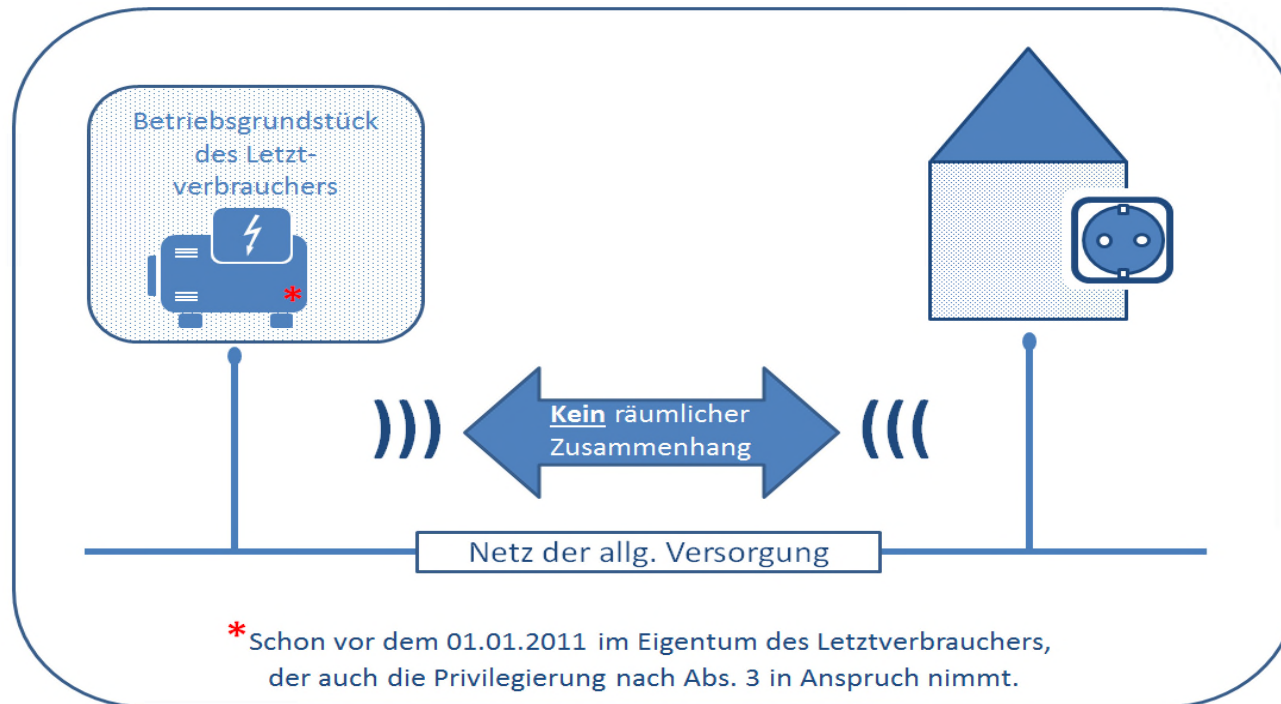 Betriebsgrundstück
des Letzt-
verbrauchers
*
Kein räumlicher
Zusammenhang
Netz der allg. Versorgung
*Schon vor dem 01.01.2011 im Eigentum des Letztverbrauchers,
der auch die Privilegierung nach Abs. 3 in Anspruch nimmt.